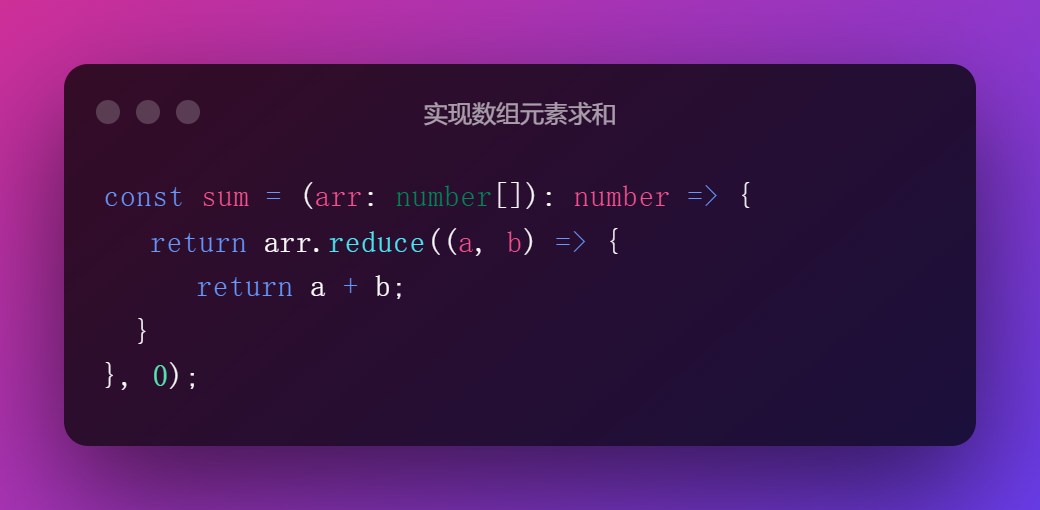 实现数组元素求和
const sum = (arr: number[]): number => {
return arr.reduce((a, b) => {
return a + b;
}
}, 0);